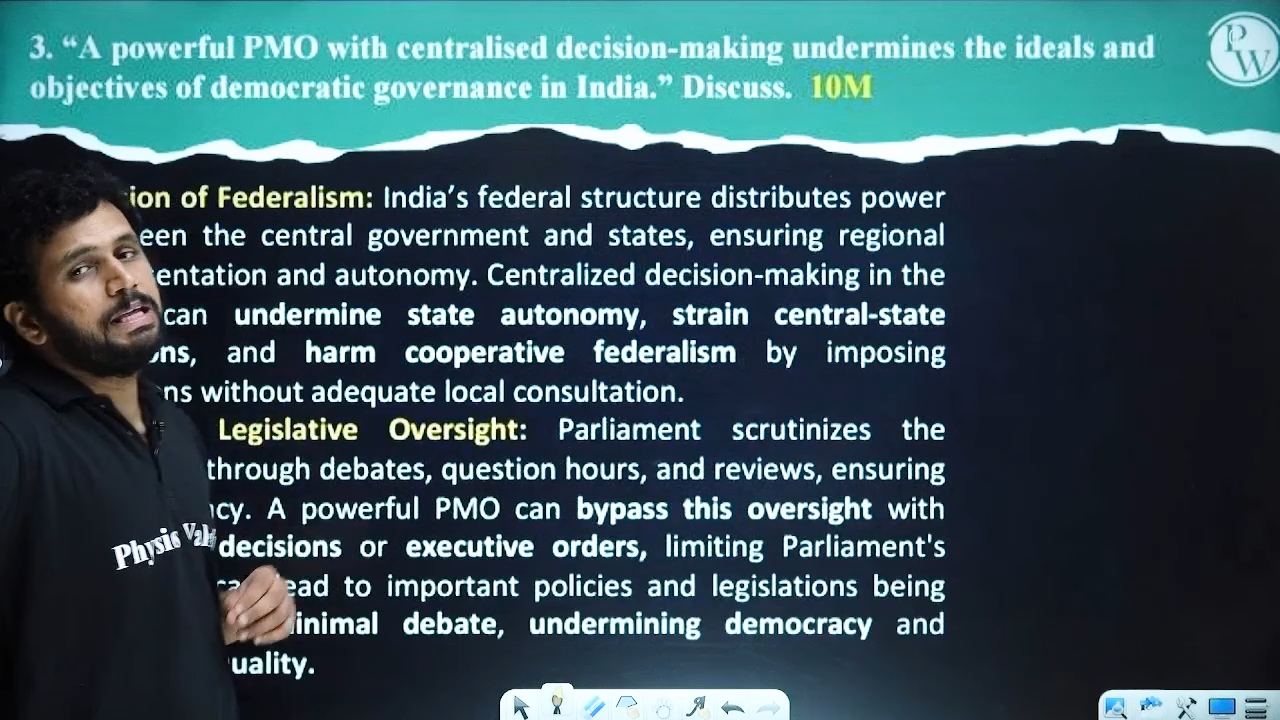 3. “A powerful PMO with centralised decision-making undermines the ideals and
objectives of democratic governance in India.” Discuss. 10M
PW
ion of Federalism: India’s federal structure distributes power
een the central government and states, ensuring regional
entation and autonomy. Centralized decision-making in the
can undermine state autonomy, strain central-state
ons, and harm cooperative federalism by imposing
ns without adequate local consultation.
Legislative Oversight: Parliament scrutinizes the
through debates, question hours, and reviews, ensuring
cy. A powerful PMO can bypass this oversight with
decisions or executive orders, limiting Parliament's
lead to important policies and legislations being
inimal debate, undermining democracy and
uality.
Physic Val